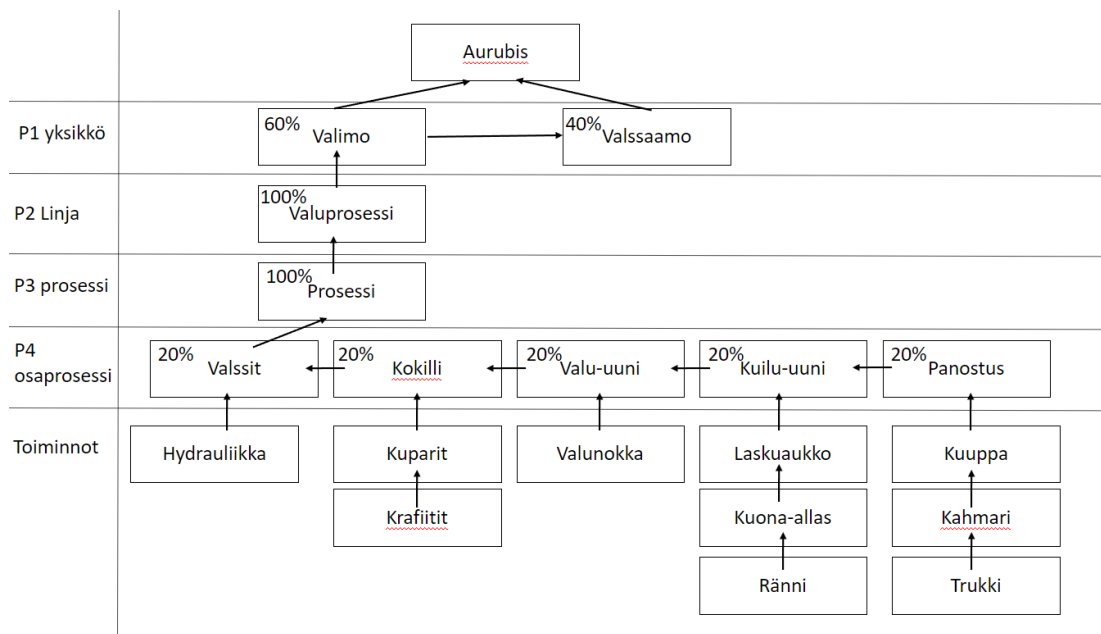 Aurubis
P1 yksikkö
60%
Valimo
40%
Valssaamo
P2 Linja
100%
Valuprosessi
P3 prosessi
100%
Prosessi
P4
osaprosessi
20%
Valssit
20%
Kokilli
20%
Valu-uuni
20%
Kuilu-uuni
20%
Panostus
Toiminnot
Hydrauliikka
Kuparit
Valunokka
Laskuaukko
Kuuppa
Krafiitit
Kuona-allas
Kahmari
Ränni
Trukki